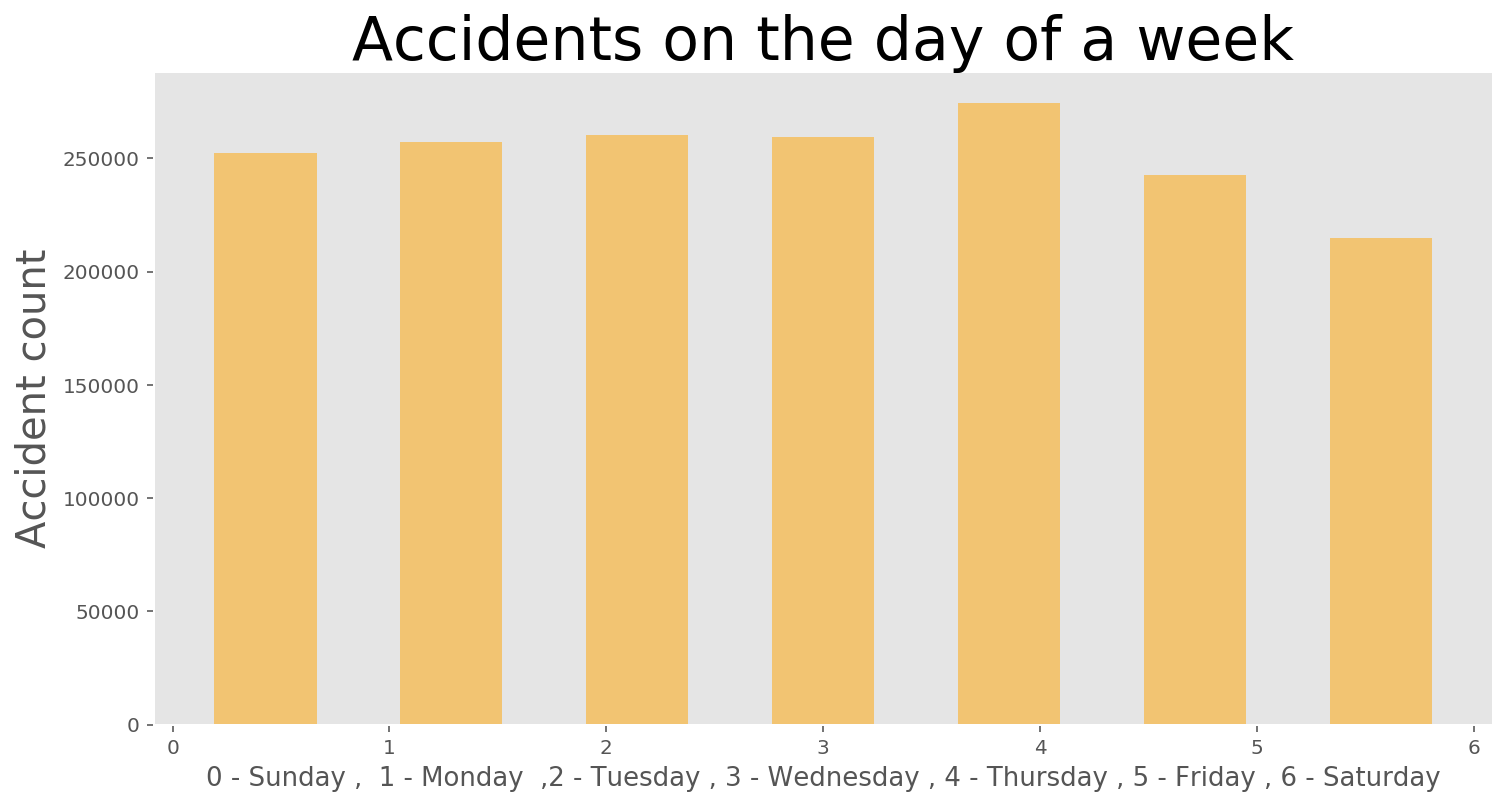 Accidents on the day of a week
Accident count
250000
200000
150000
100000
50000
0
0 1 2 3 4 5 6
0 - Sunday ,  1 - Monday  ,2 - Tuesday , 3 - Wednesday , 4 - Thursday , 5 - Friday , 6 - Saturday